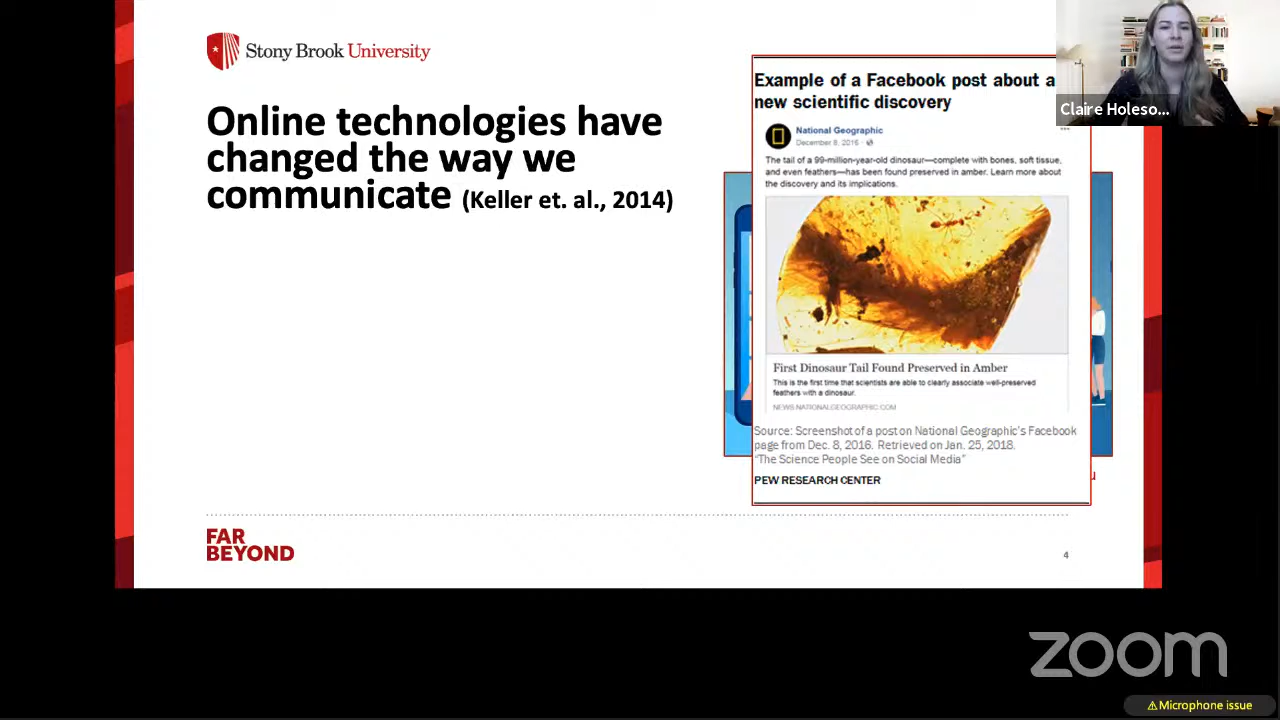 Stony Brook University
Online technologies have
changed the way we
communicate (Keller et. al., 2014)
Example of a Facebook post about a
new scientific discovery
National Geographic
December 8, 2016
The tail of a 99-million-year-old dinosaur—complete with bones, soft tissue,
and even feathers—has been found preserved in amber. Learn more about
the discovery and its implications.
First Dinosaur Tail Found Preserved in Amber
This is the first time that scientists are able to clearly associate well-preserved
feathers with a dinosaur.
NEWS.NATIONALGEOGRAPHIC.COM
Source: Screenshot of a post on National Geographic's Facebook
page from Dec. 8, 2016. Retrieved on Jan. 25, 2018.
"The Science People See on Social Media"
PEW RESEARCH CENTER
u
FAR
BEYOND
4
Claire Holeso...
zoom
⚠Microphone issue